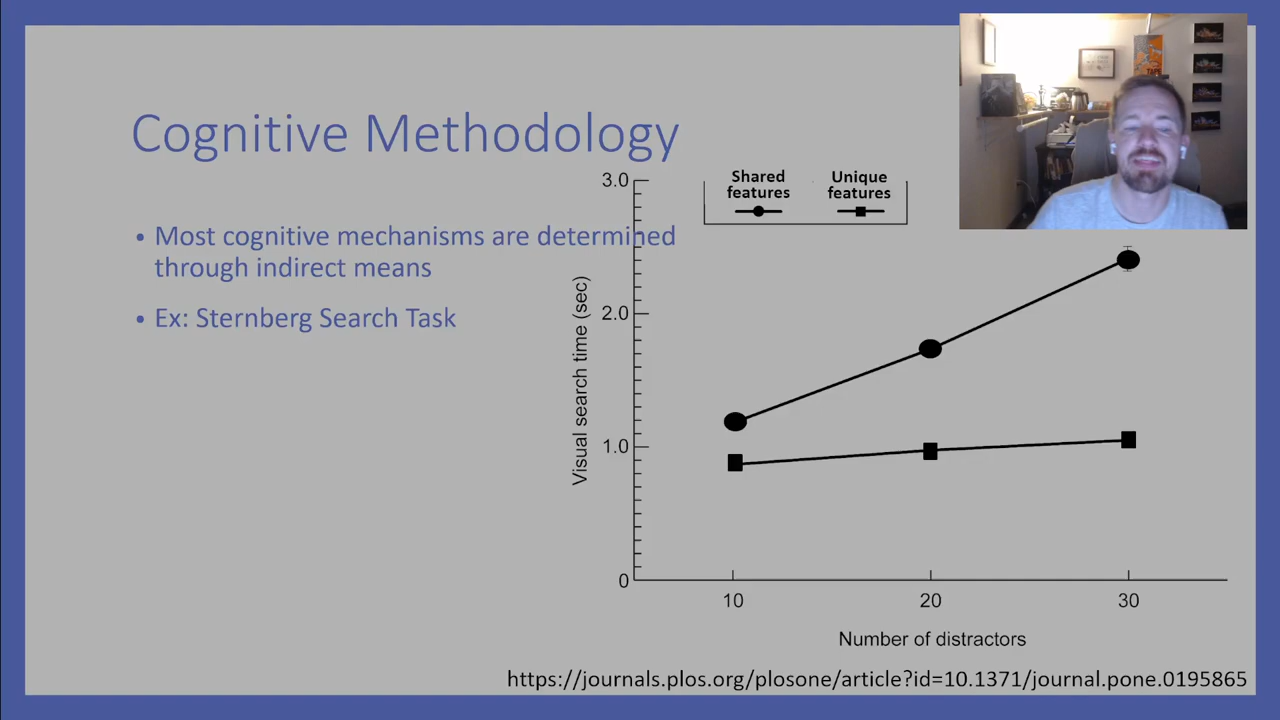 Cognitive Methodology
• Most cognitive mechanisms are determined
through indirect means
• Ex: Sternberg Search Task
Shared features
Unique features
3.0
2.0
1.0
0
Visual search time (sec)
10 20 30
Number of distractors
https://journals.plos.org/plosone/article?id=10.1371/journal.pone.0195865